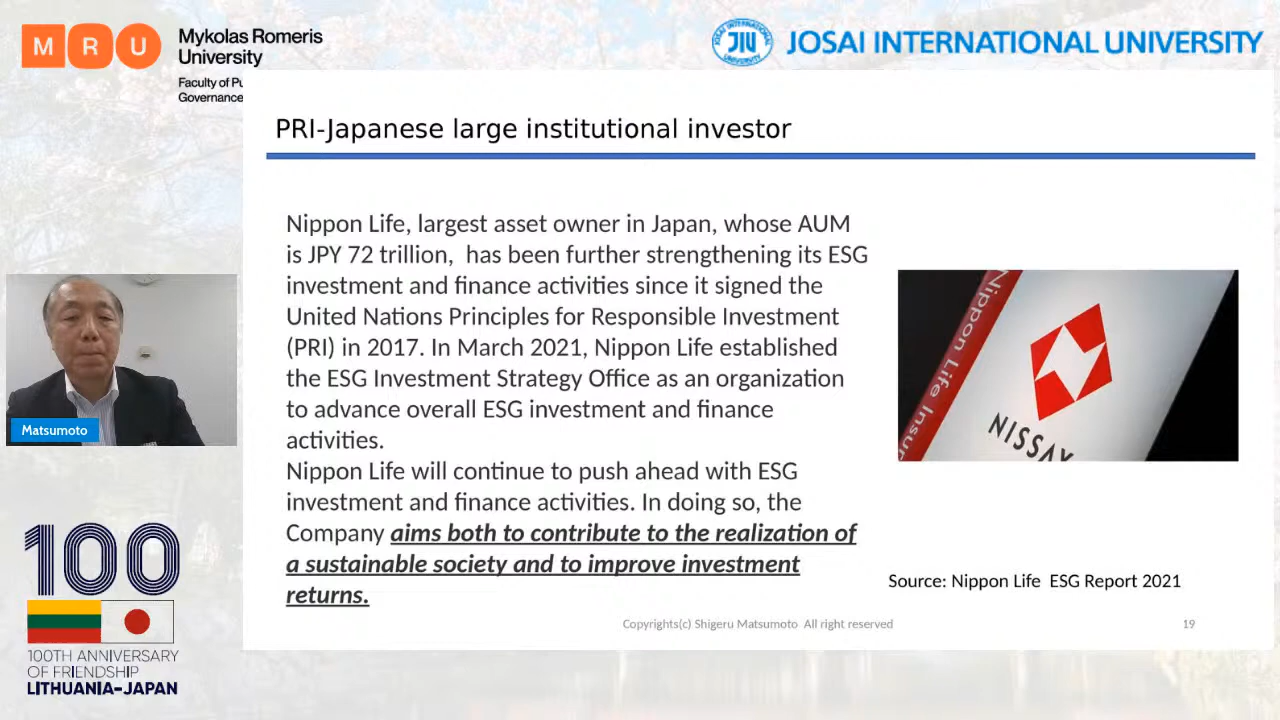 MRU
Mykolas Romeris
University
Faculty of Pu
Governance
JIU
JOSAI INTERNATIONAL UNIVERSITY
PRI-Japanese large institutional investor
Nippon Life, largest asset owner in Japan, whose AUM
is JPY 72 trillion,  has been further strengthening its ESG
investment and finance activities since it signed the
United Nations Principles for Responsible Investment
(PRI) in 2017. In March 2021, Nippon Life established
the ESG Investment Strategy Office as an organization
to advance overall ESG investment and finance
activities.
Nippon Life will continue to push ahead with ESG
investment and finance activities. In doing so, the
Company aims both to contribute to the realization of
a sustainable society and to improve investment
returns.
Nippon Life Insur
NISSAY
Source: Nippon Life  ESG Report 2021
Copyrights(c) Shigeru Matsumoto  All right reserved
19
Matsumoto
100
100TH ANNIVERSARY
OF FRIENDSHIP
LITHUANIA–JAPAN